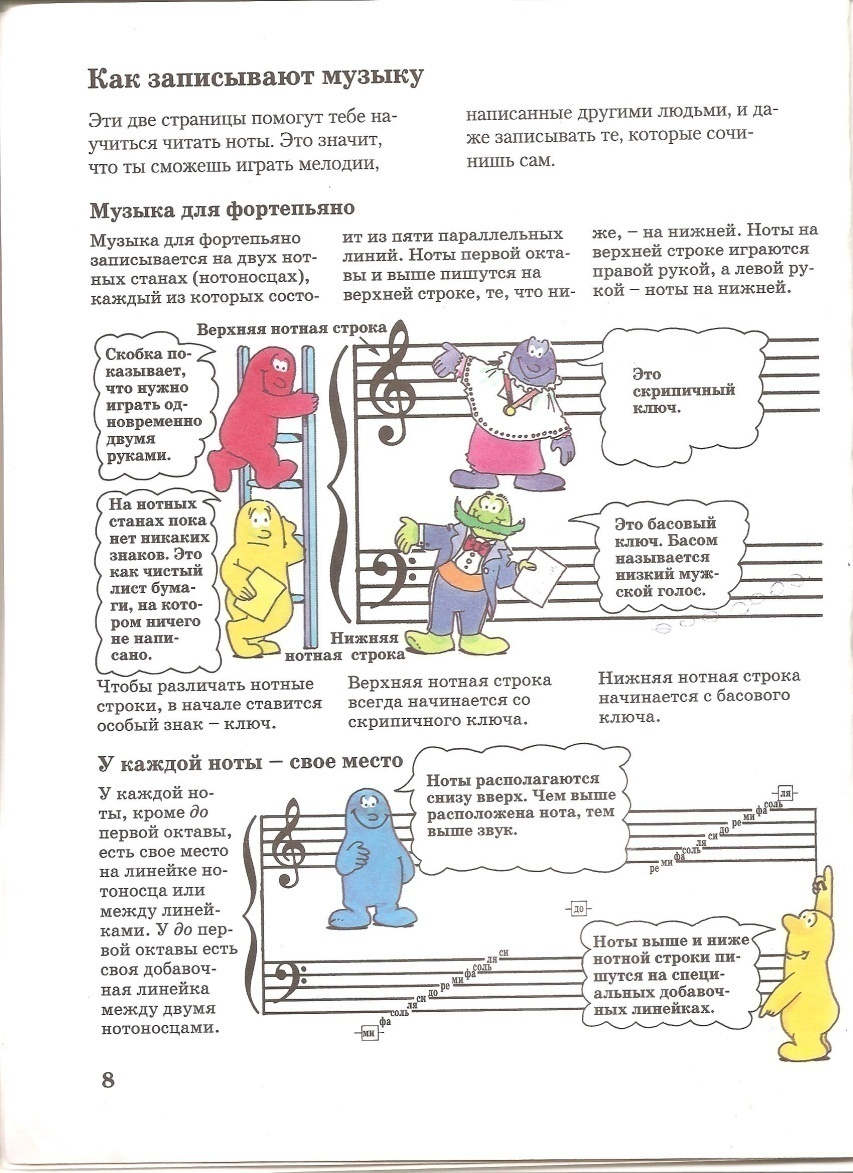 Как записывают музыку
Эти две страницы помогут тебе на-
учиться читать ноты. Это значит,
что ты сможешь играть мелодии,
написанные другими людьми, и да-
же записывать те, которые сочи-
нишь сам.
Музыка для фортепьяно
Музыка для фортепьяно
записывается на двух нот-
ных станах (нотоносцах),
каждый из которых состо-
ит из пяти параллельных
линий. Ноты первой окта-
вы и выше пишутся на
верхней строке, те, что ни-
же, – на нижней. Ноты на
верхней строке играются
правой рукой, а левой ру-
кой – ноты на нижней.
Верхняя нотная строка
Скобка по-
казывает,
что нужно
играть од-
новременно
двумя
руками.
Это
скрипичный
ключ.
На нотных
станах пока
нет никаких
знаков. Это
как чистый
лист бума-
ги, на кото-
ром ничего
не напи-
сано.
Это басовый
ключ. Басом
называется
низкий муж-
ской голос.
Нижняя
нотная строка
Чтобы различать нотные
строки, в начале ставится
особый знак – ключ.
Верхняя нотная строка
всегда начинается со
скрипичного ключа.
Нижняя нотная строка
начинается с басового
ключа.
У каждой ноты – свое место
У каждой но-
ты, кроме до
первой октавы,
есть свое место
на линейке но-
тоносца или
между линей-
ками. У до пер-
вой октавы есть
своя добавоч-
ная линейка
между двумя
нотоносцами.
Ноты располагаются
снизу вверх. Чем выше
расположена нота, тем
выше звук.
ре ми фа соль ля си до ре ми фа соль ля
до
Ноты выше и ниже
нотной строки пи-
шутся на специ-
альных добавоч-
ных линейках.
ми фа соль ля си до ре ми фа соль ля си
8